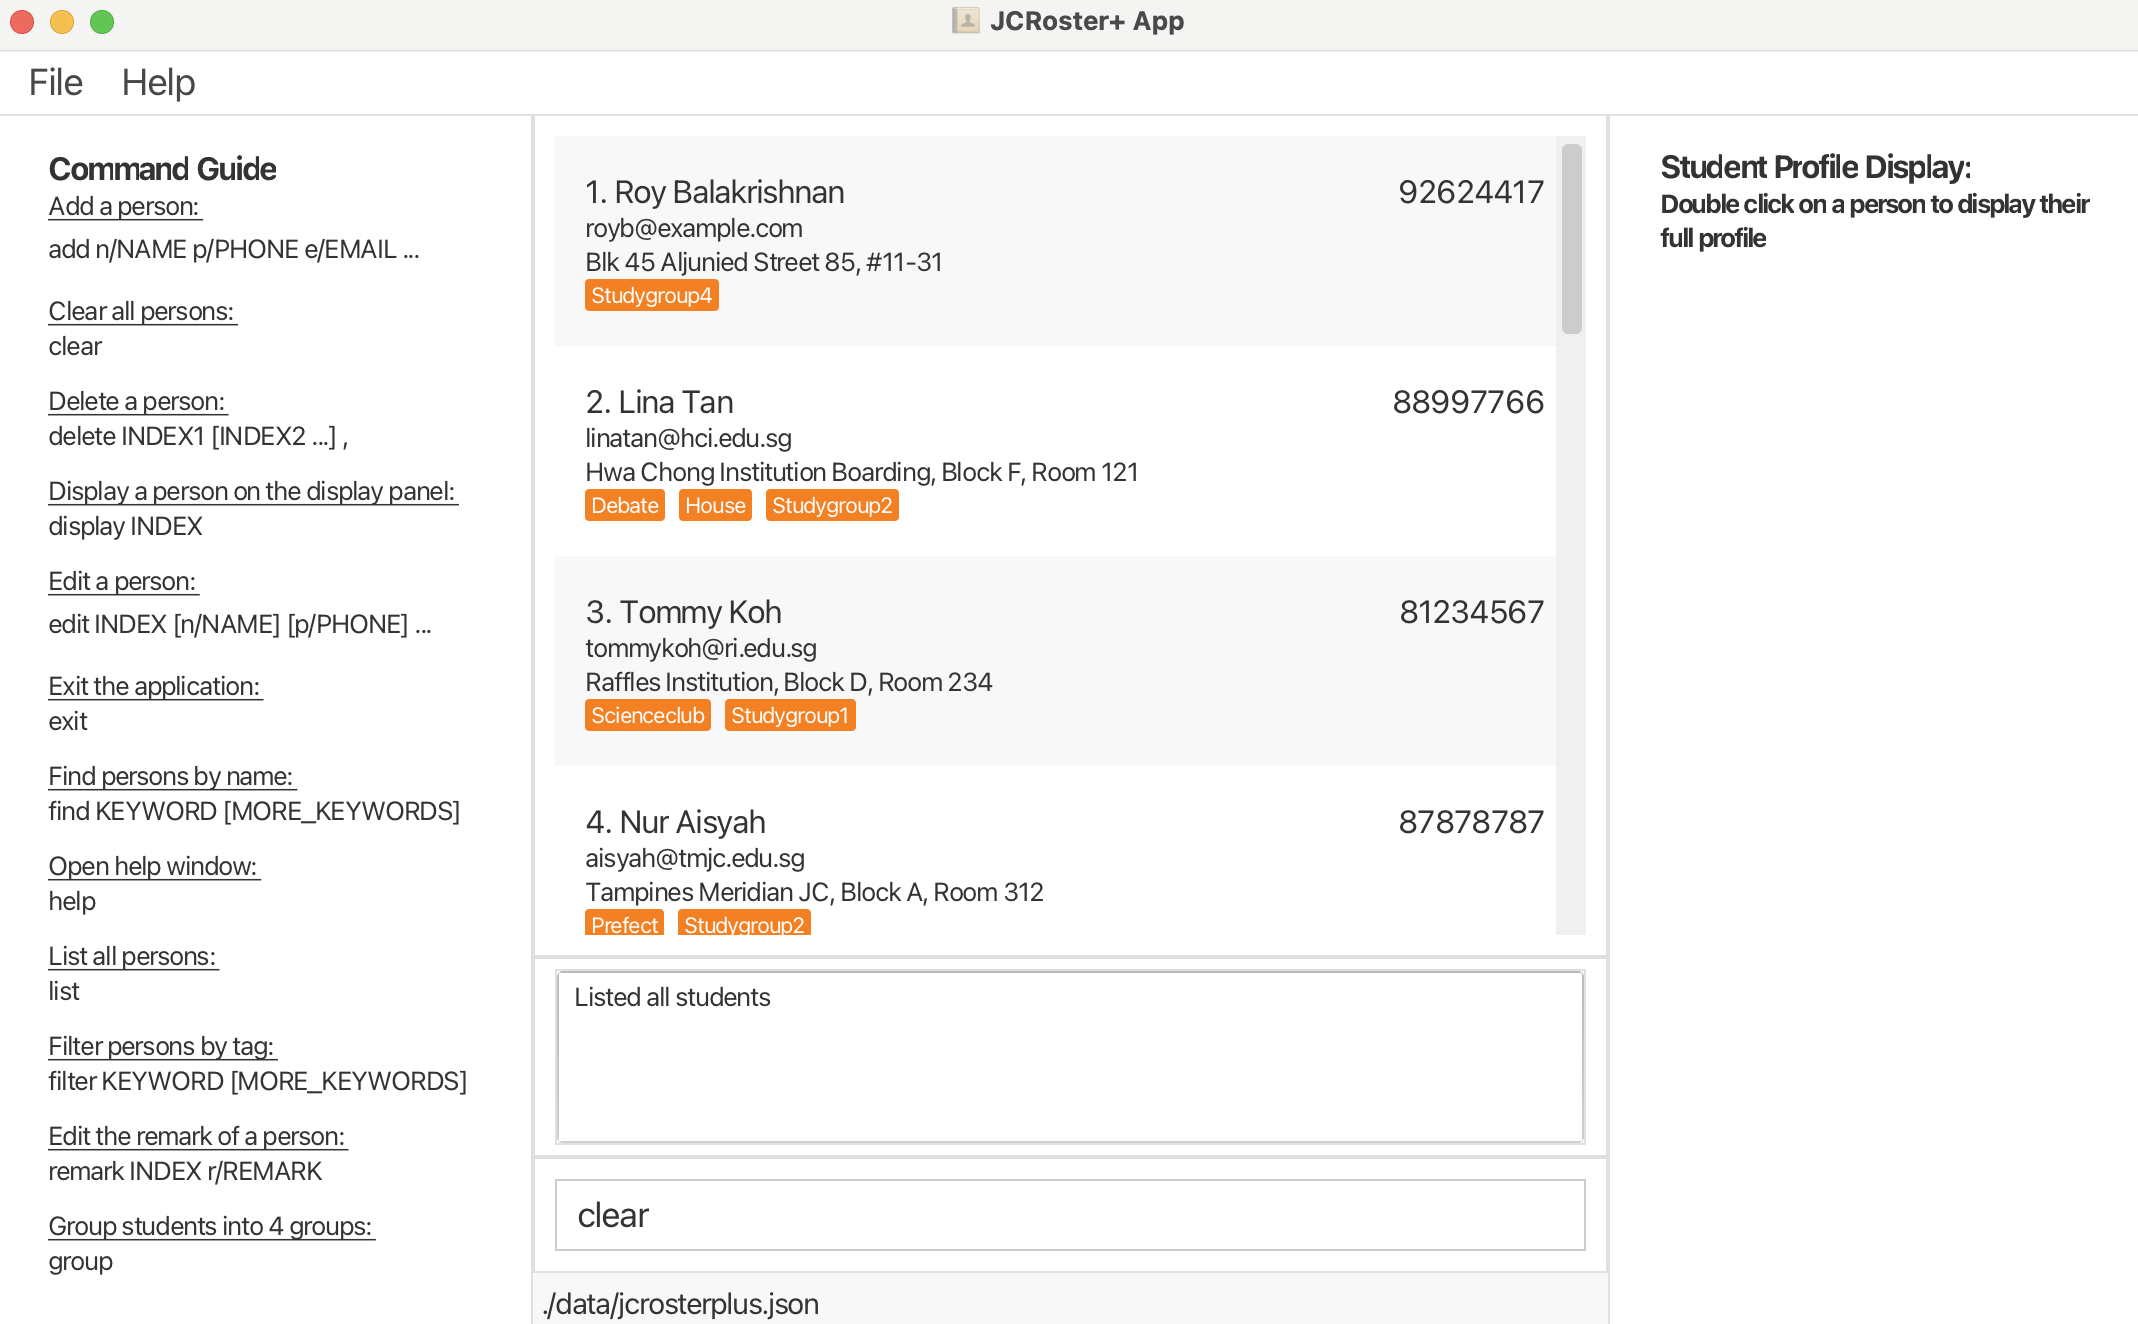 JCRoster+ App
File Help
Command Guide
Add a person:
add n/NAME p/PHONE e/EMAIL ...
Clear all persons:
clear
Delete a person:
delete INDEX1 [INDEX2 ...] ,
Display a person on the display panel:
display INDEX
Edit a person:
edit INDEX [n/NAME] [p/PHONE] ...
Exit the application:
exit
Find persons by name:
find KEYWORD [MORE_KEYWORDS]
Open help window:
help
List all persons:
list
Filter persons by tag:
filter KEYWORD [MORE_KEYWORDS]
Edit the remark of a person:
remark INDEX r/REMARK
Group students into 4 groups:
group
1. Roy Balakrishnan 92624417
royb@example.com
Blk 45 Aljunied Street 85, #11-31
Studygroup4
2. Lina Tan 88997766
linatan@hci.edu.sg
Hwa Chong Institution Boarding, Block F, Room 121
Debate House Studygroup2
3. Tommy Koh 81234567
tommykoh@ri.edu.sg
Raffles Institution, Block D, Room 234
Scienceclub Studygroup1
4. Nur Aisyah 87878787
aisyah@tmjc.edu.sg
Tampines Meridian JC, Block A, Room 312
Prefect Studygroup2
Listed all students
clear
./data/jcrosterplus.json
Student Profile Display:
Double click on a person to display their
full profile